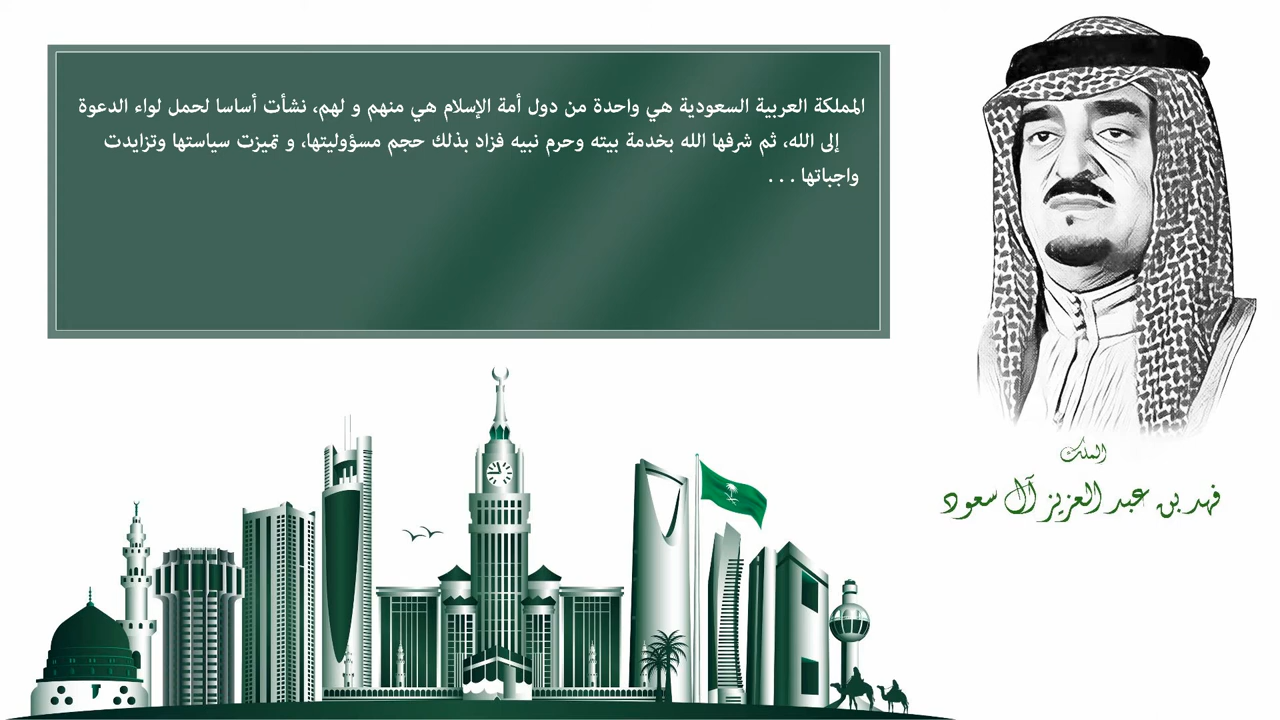 المملكة العربية السعودية هي واحدة من دول أمة الإسلام هي منهم و لهم، نشأت أساسا لحمل لواء الدعوة
إلى الله، ثم شرفها الله بخدمة بيته وحرم نبيه فزاد بذلك حجم مسؤوليتها، و تميزت سياستها وتزايدت
واجباتها . . .
الملك
فهد بن عبد العزيز آل سعود